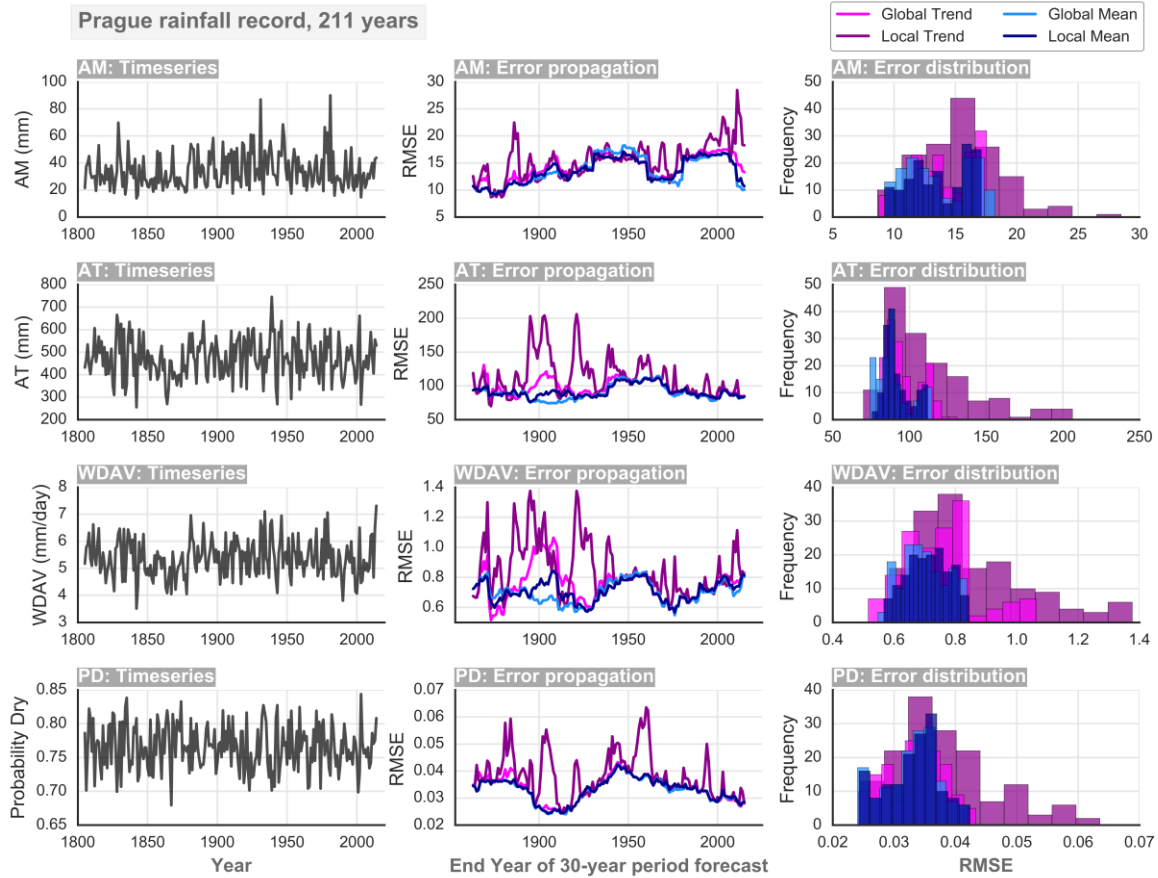 Prague rainfall record, 211 years
Global Trend
Global Mean
Local Trend
Local Mean
AM: Timeseries
AM (mm)
100
80
60
40
20
0
1800 1850 1900 1950 2000
AM: Error propagation
RMSE
30
25
20
15
10
5
1900 1950 2000
AM: Error distribution
Frequency
50
40
30
20
10
0
5 10 15 20 25 30
AT: Timeseries
AT (mm)
800
700
600
500
400
300
200
1800 1850 1900 1950 2000
AT: Error propagation
RMSE
250
200
150
100
50
1900 1950 2000
AT: Error distribution
Frequency
50
40
30
20
10
0
50 100 150 200 250
WDAV: Timeseries
WDAV (mm/day)
8
7
6
5
4
3
1800 1850 1900 1950 2000
WDAV: Error propagation
RMSE
1.4
1.2
1.0
0.8
0.6
1900 1950 2000
WDAV: Error distribution
Frequency
40
30
20
10
0
0.4 0.6 0.8 1.0 1.2 1.4
PD: Timeseries
Probability Dry
0.85
0.80
0.75
0.70
0.65
1800 1850 1900 1950 2000
Year
PD: Error propagation
RMSE
0.07
0.06
0.05
0.04
0.03
0.02
1900 1950 2000
End Year of 30-year period forecast
PD: Error distribution
Frequency
40
30
20
10
0
0.02 0.03 0.04 0.05 0.06 0.07
RMSE